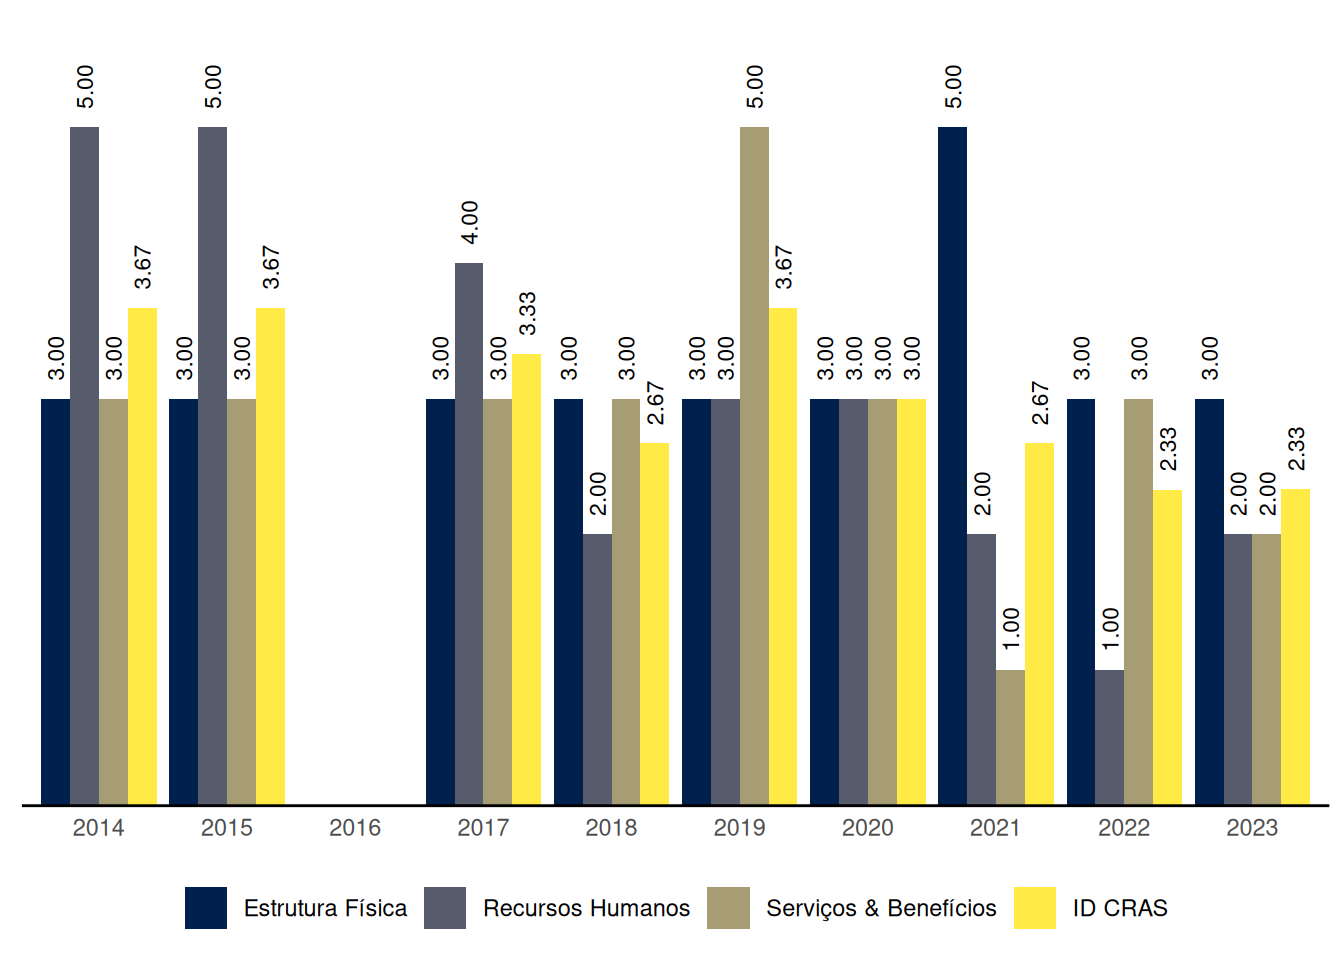 5.00 5.00 5.00 5.00
4.00
3.67 3.67 3.67
3.33
3.00 3.00 3.00 3.00 3.00 3.00 3.00 3.00 3.00 3.00 3.00 3.00 3.00 3.00 3.00 3.00 3.00
2.67 2.67
2.33 2.33
2.00 2.00 2.00 2.00
1.00 1.00
2014 2015 2016 2017 2018 2019 2020 2021 2022 2023
Estrutura Física Recursos Humanos Serviços & Benefícios ID CRAS